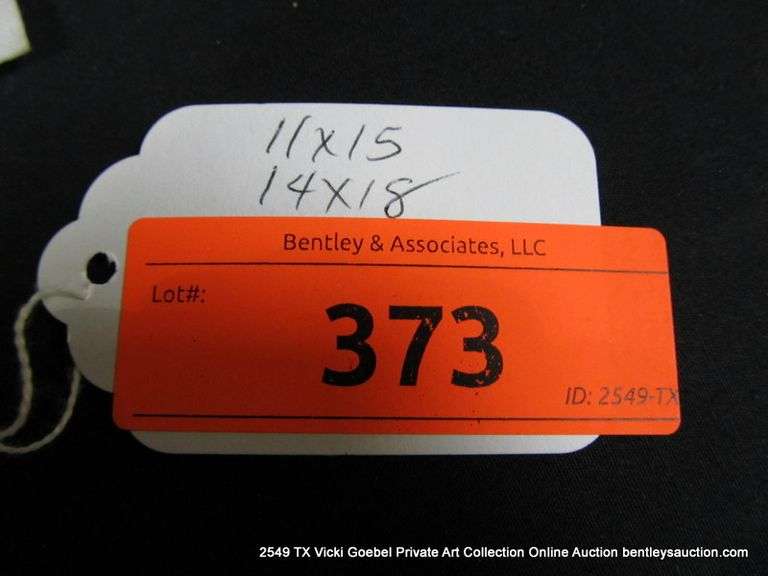 11x15
14x18
Bentley & Associates, LLC
Lot#:
373
ID: 2549-TX
2549 TX Vicki Goebel Private Art Collection Online Auction bentleysauction.com